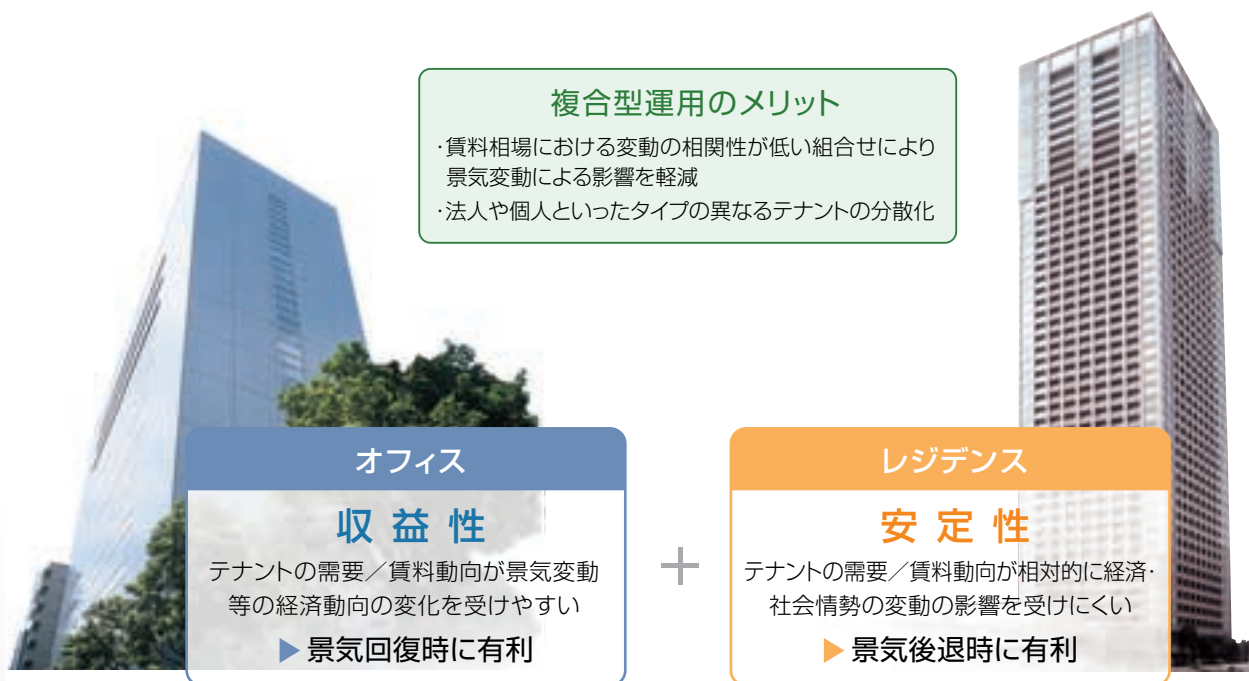 複合型運用のメリット
・賃料相場における変動の相関性が低い組合せにより
景気変動による影響を軽減
・法人や個人といったタイプの異なるテナントの分散化
オフィス
収益性
テナントの需要／賃料動向が景気変動
等の経済動向の変化を受けやすい
▶景気回復時に有利
＋
レジデンス
安定性
テナントの需要／賃料動向が相対的に経済・
社会情勢の変動の影響を受けにくい
▶景気後退時に有利